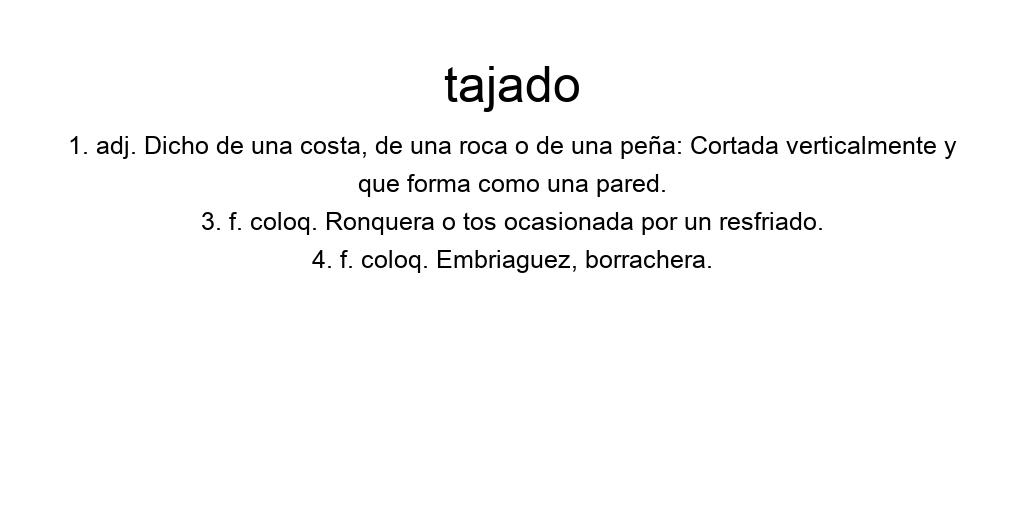 tajado
1. adj. Dicho de una costa, de una roca o de una peña: Cortada verticalmente y
que forma como una pared.
3. f. coloq. Ronquera o tos ocasionada por un resfriado.
4. f. coloq. Embriaguez, borrachera.